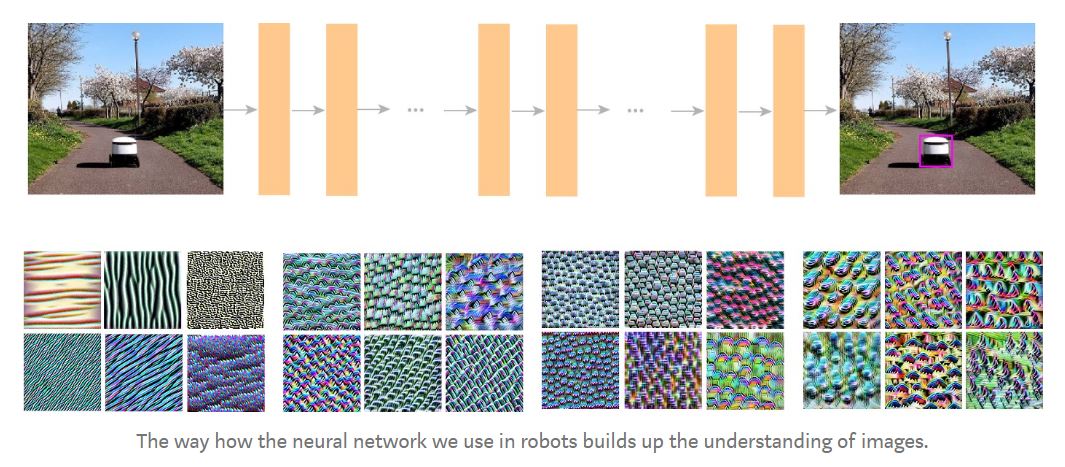 The way how the neural network we use in robots builds up the understanding of images.